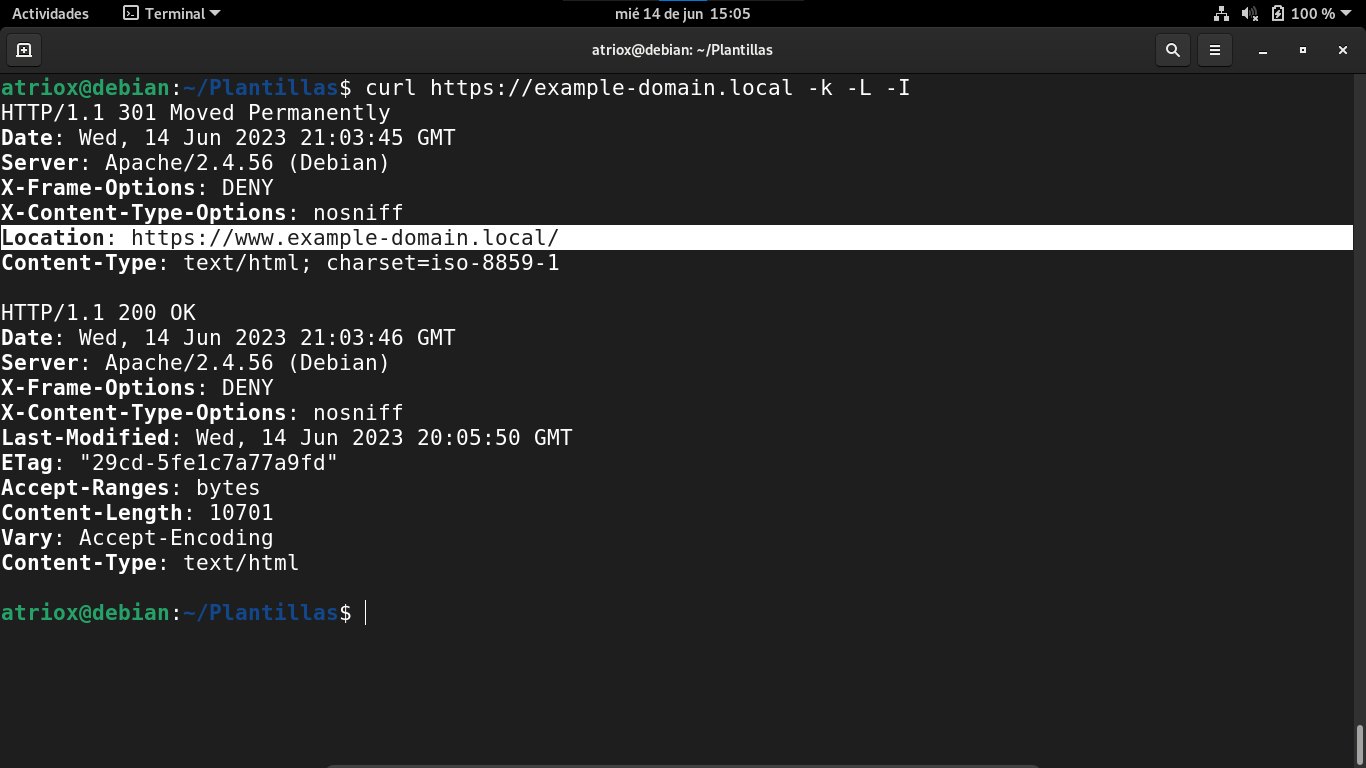 Actividades Terminal mié 14 de jun 15:05 100 %
atriox@debian: ~/Plantillas
atriox@debian:~/Plantillas$ curl https://example-domain.local -k -L -I
HTTP/1.1 301 Moved Permanently
Date: Wed, 14 Jun 2023 21:03:45 GMT
Server: Apache/2.4.56 (Debian)
X-Frame-Options: DENY
X-Content-Type-Options: nosniff
Location: https://www.example-domain.local/
Content-Type: text/html; charset=iso-8859-1
HTTP/1.1 200 OK
Date: Wed, 14 Jun 2023 21:03:46 GMT
Server: Apache/2.4.56 (Debian)
X-Frame-Options: DENY
X-Content-Type-Options: nosniff
Last-Modified: Wed, 14 Jun 2023 20:05:50 GMT
ETag: "29cd-5fe1c7a77a9fd"
Accept-Ranges: bytes
Content-Length: 10701
Vary: Accept-Encoding
Content-Type: text/html
atriox@debian:~/Plantillas$